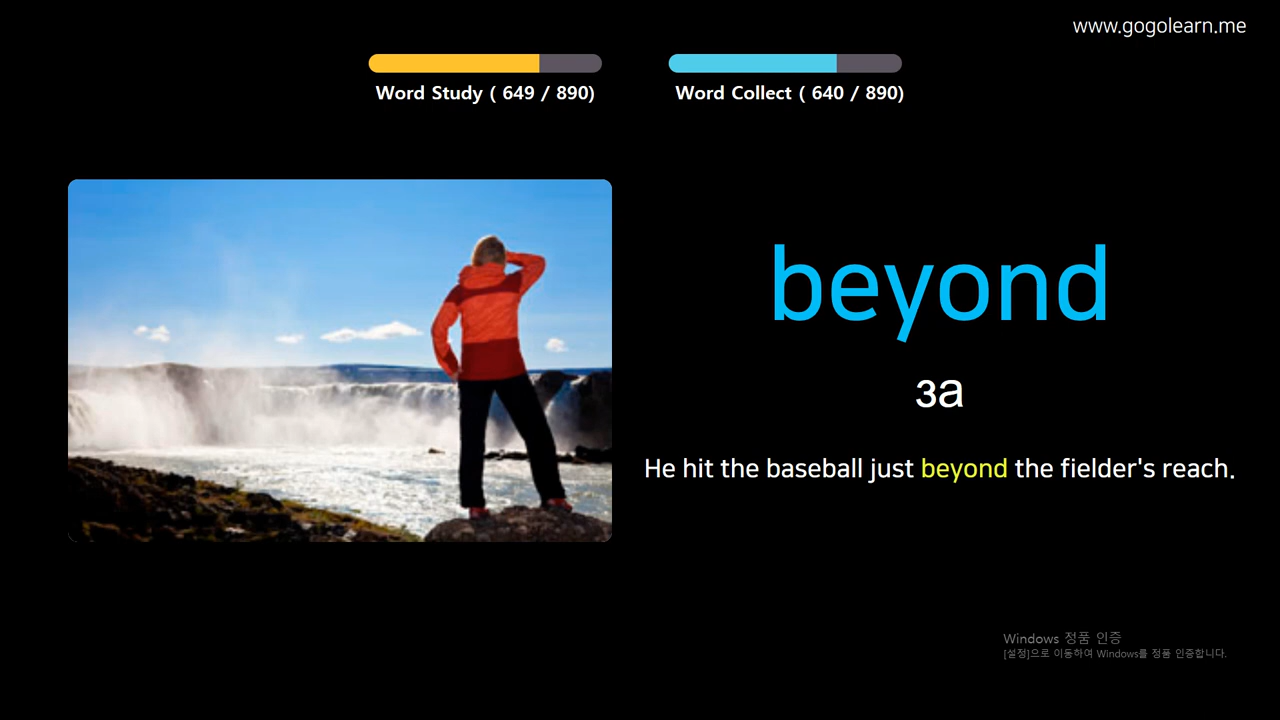 www.gogolearn.me
Word Study ( 649 / 890)
Word Collect ( 640 / 890)
beyond
за
He hit the baseball just beyond the fielder's reach.
Windows 정품 인증
[설정]으로 이동하여 Windows를 정품 인증합니다.